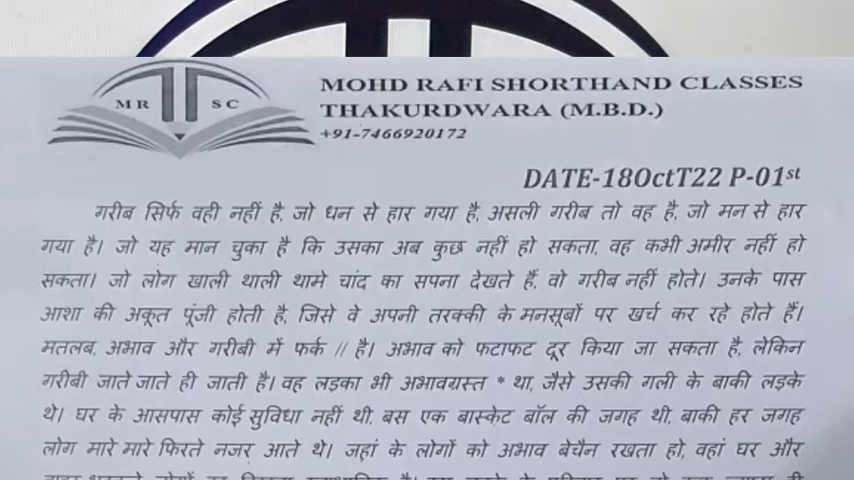 MR SC
MOHD RAFI SHORTHAND CLASSES
THAKURDWARA (M.B.D.)
+91-7466920172
DATE-18OctT22 P-01st
गरीब सिर्फ वही नहीं है, जो धन से हार गया है, असली गरीब तो वह है, जो मन से हार
गया है। जो यह मान चुका है कि उसका अब कुछ नहीं हो सकता, वह कभी अमीर नहीं हो
सकता। जो लोग खाली थाली थामे चांद का सपना देखते हैं, वो गरीब नहीं होते। उनके पास
आशा की अकूत पूंजी होती है, जिसे वे अपनी तरक्की के मनसूबों पर खर्च कर रहे होते हैं।
मतलब, अभाव और गरीबी में फर्क // है। अभाव को फटाफट दूर किया जा सकता है, लेकिन
गरीबी जाते जाते ही जाती है। वह लड़का भी अभावग्रस्त * था, जैसे उसकी गली के बाकी लड़के
थे। घर के आसपास कोई सुविधा नहीं थी, बस एक बास्केट बॉल की जगह थी, बाकी हर जगह
लोग मारे मारे फिरते नजर आते थे। जहां के लोगों को अभाव बेचैन रखता हो, वहां घर और